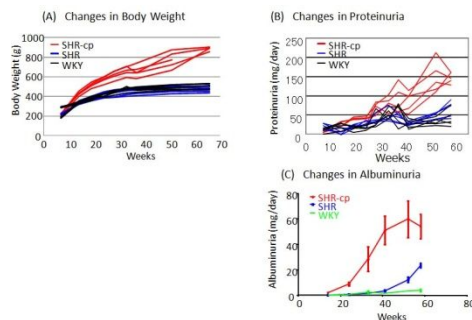 (A) Changes in Body Weight
SHR-cp
SHR
WKY
Body Weight(g)
1000
800
600
400
200
0
0 10 20 30 40 50 60 70
Weeks
(B) Changes in Proteinuria
SHR-cp
SHR
WKY
Proteinuria (mg/day)
250
200
150
100
50
0
0 10 20 30 40 50 60
Weeks
(C) Changes in Albuminuria
SHR-cp
SHR
WKY
Albuminuria (mg/day)
80
60
40
20
0
0 20 40 60 80
Weeks